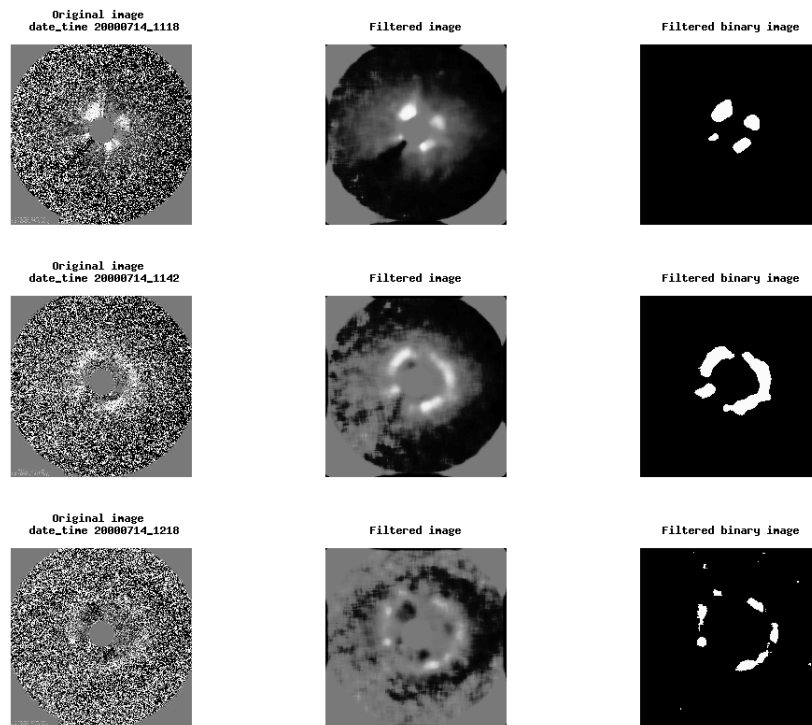 Original image
date_time 20000714_1118
Filtered image
Filtered binary image
Original image
date_time 20000714_1142
Filtered image
Filtered binary image
Original image
date_time 20000714_1218
Filtered image
Filtered binary image